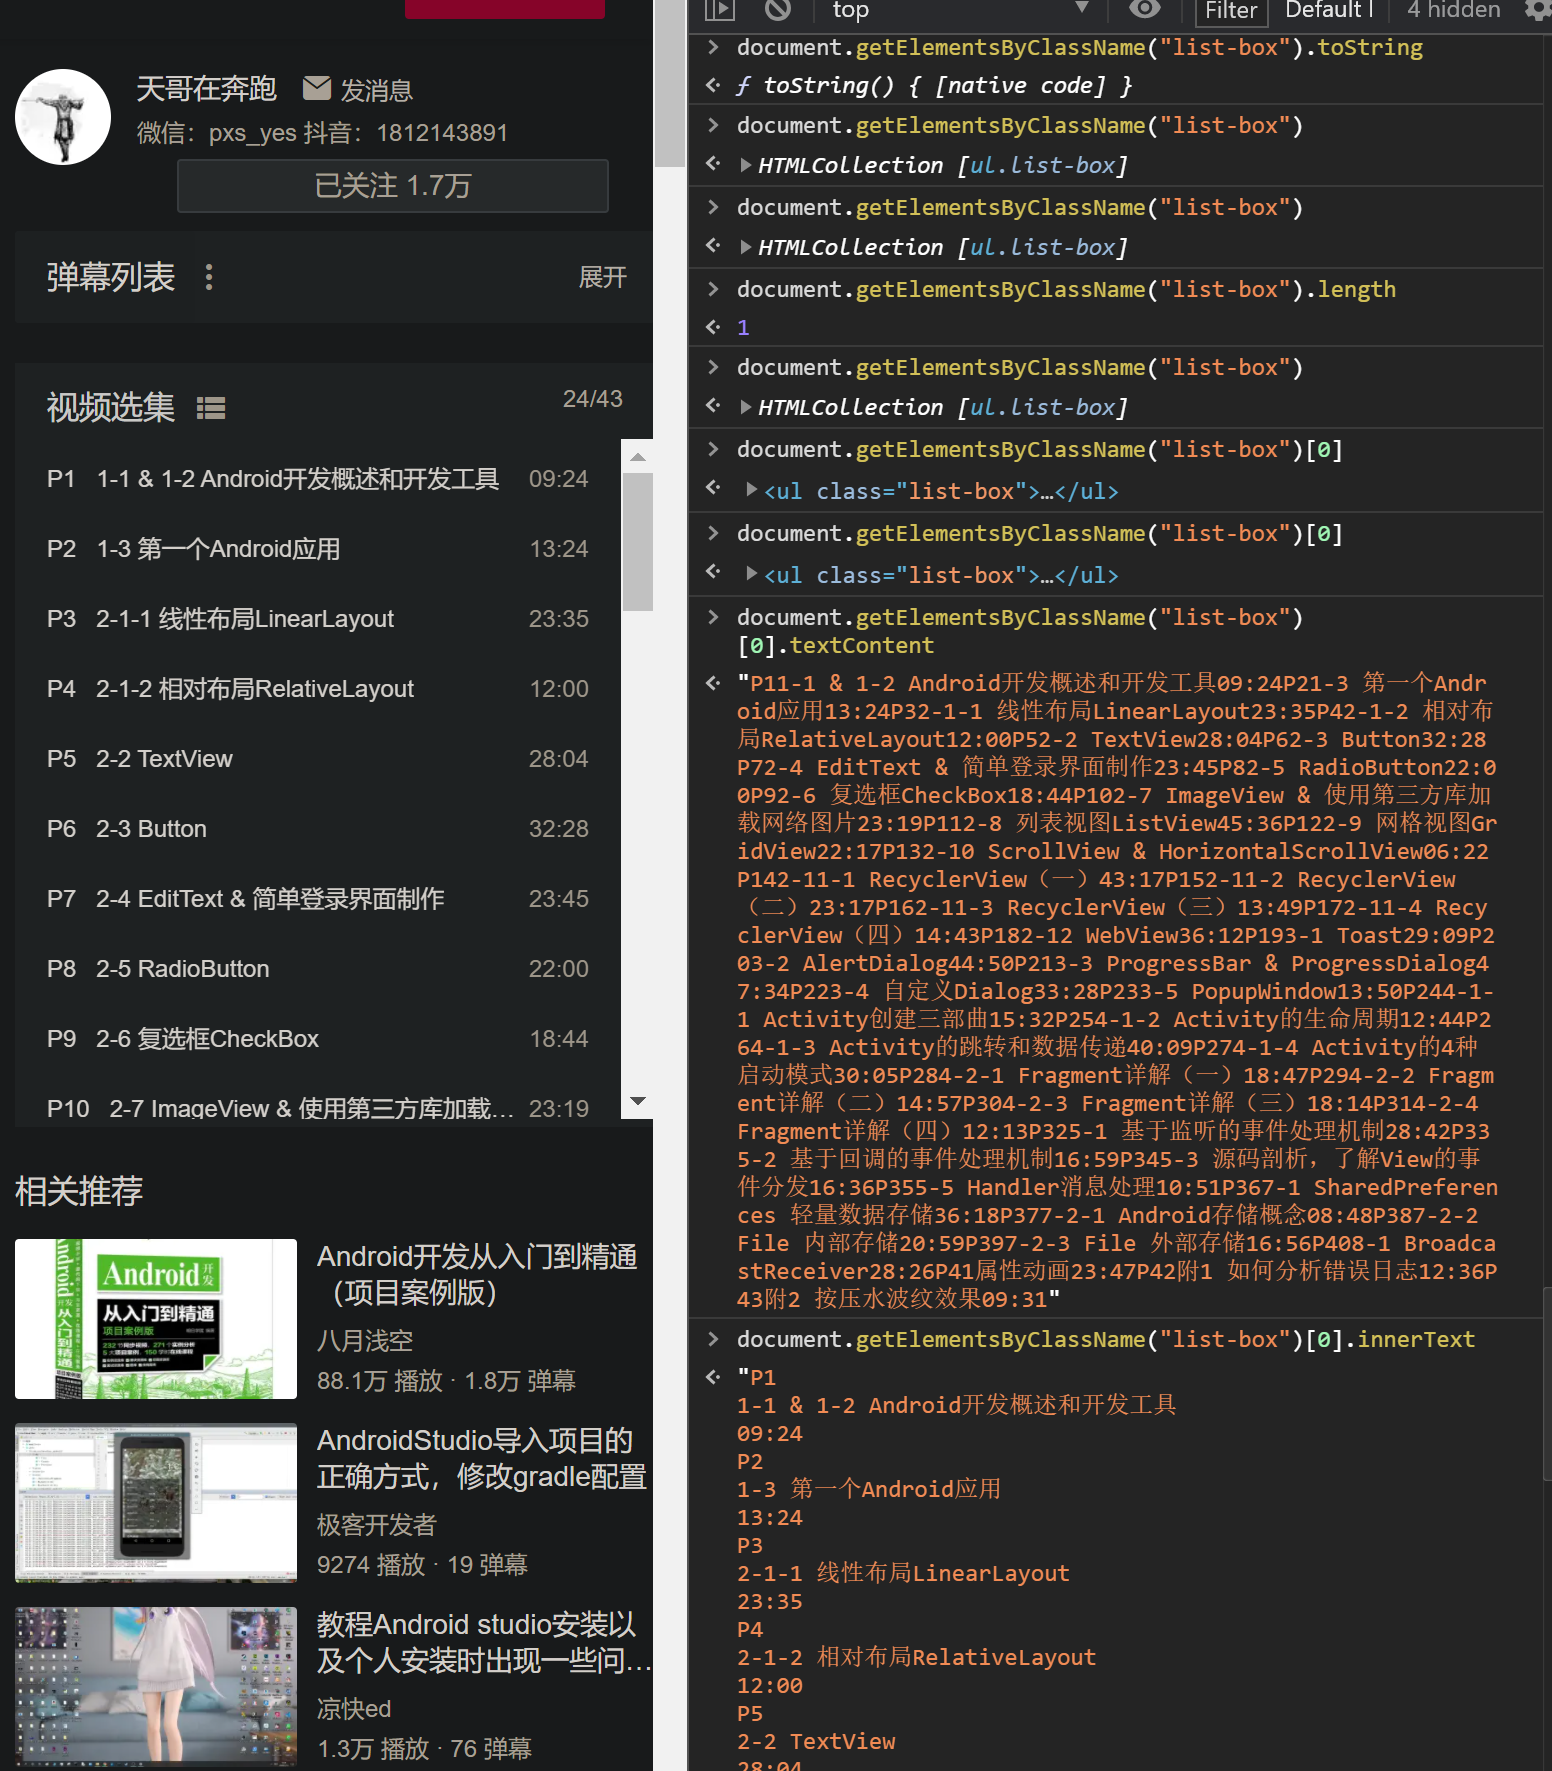 天哥在奔跑 发消息
微信：pxs_yes 抖音：1812143891
已关注 1.7万
弹幕列表 展开
视频选集 24/43
P1 1-1 & 1-2 Android开发概述和开发工具 09:24
P2 1-3 第一个Android应用 13:24
P3 2-1-1 线性布局LinearLayout 23:35
P4 2-1-2 相对布局RelativeLayout 12:00
P5 2-2 TextView 28:04
P6 2-3 Button 32:28
P7 2-4 EditText & 简单登录界面制作 23:45
P8 2-5 RadioButton 22:00
P9 2-6 复选框CheckBox 18:44
P10 2-7 ImageView & 使用第三方库加载… 23:19
相关推荐
Android开发
从入门到精通
项目案例版
Android开发从入门到精通
（项目案例版）
八月浅空
88.1万 播放 · 1.8万 弹幕
AndroidStudio导入项目的
正确方式，修改gradle配置
极客开发者
9274 播放 · 19 弹幕
教程Android studio安装以
及个人安装时出现一些问…
凉快ed
1.3万 播放 · 76 弹幕
top Filter Default l 4 hidden
document.getElementsByClassName("list-box").toString
ƒ toString() { [native code] }
document.getElementsByClassName("list-box")
HTMLCollection [ul.list-box]
document.getElementsByClassName("list-box")
HTMLCollection [ul.list-box]
document.getElementsByClassName("list-box").length
1
document.getElementsByClassName("list-box")
HTMLCollection [ul.list-box]
document.getElementsByClassName("list-box")[0]
<ul class="list-box">…</ul>
document.getElementsByClassName("list-box")[0]
<ul class="list-box">…</ul>
document.getElementsByClassName("list-box")
[0].textContent
"P11-1 & 1-2 Android开发概述和开发工具09:24P21-3 第一个Andr
oid应用13:24P32-1-1 线性布局LinearLayout23:35P42-1-2 相对布
局RelativeLayout12:00P52-2 TextView28:04P62-3 Button32:28
P72-4 EditText & 简单登录界面制作23:45P82-5 RadioButton22:0
0P92-6 复选框CheckBox18:44P102-7 ImageView & 使用第三方库加
载网络图片23:19P112-8 列表视图ListView45:36P122-9 网格视图Gr
idView22:17P132-10 ScrollView & HorizontalScrollView06:22
P142-11-1 RecyclerView（一）43:17P152-11-2 RecyclerView
（二）23:17P162-11-3 RecyclerView（三）13:49P172-11-4 Recy
clerView（四）14:43P182-12 WebView36:12P193-1 Toast29:09P2
03-2 AlertDialog44:50P213-3 ProgressBar & ProgressDialog4
7:34P223-4 自定义Dialog33:28P233-5 PopupWindow13:50P244-1-
1 Activity创建三部曲15:32P254-1-2 Activity的生命周期12:44P2
64-1-3 Activity的跳转和数据传递40:09P274-1-4 Activity的4种
启动模式30:05P284-2-1 Fragment详解（一）18:47P294-2-2 Fragm
ent详解（二）14:57P304-2-3 Fragment详解（三）18:14P314-2-4
Fragment详解（四）12:13P325-1 基于监听的事件处理机制28:42P33
5-2 基于回调的事件处理机制16:59P345-3 源码剖析，了解View的事
件分发16:36P355-5 Handler消息处理10:51P367-1 SharedPreferen
ces 轻量数据存储36:18P377-2-1 Android存储概念08:48P387-2-2
File 内部存储20:59P397-2-3 File 外部存储16:56P408-1 Broadca
stReceiver28:26P41属性动画23:47P42附1 如何分析错误日志12:36P
43附2 按压水波纹效果09:31"
document.getElementsByClassName("list-box")[0].innerText
"P1
1-1 & 1-2 Android开发概述和开发工具
09:24
P2
1-3 第一个Android应用
13:24
P3
2-1-1 线性布局LinearLayout
23:35
P4
2-1-2 相对布局RelativeLayout
12:00
P5
2-2 TextView
28:04